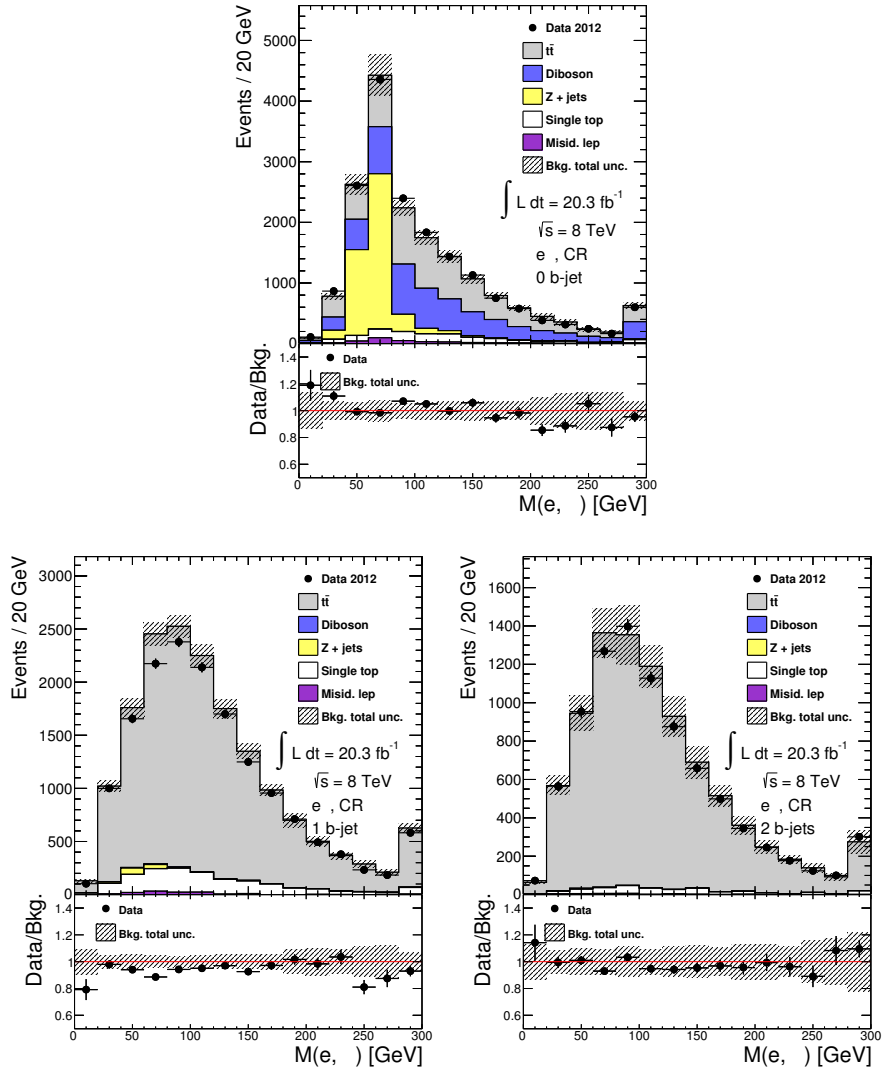 Events / 20 GeV
5000
4000
3000
2000
1000
0
Data 2012
tt̄
Diboson
Z + jets
Single top
Misid. lep
Bkg. total unc.
∫ L dt = 20.3 fb⁻¹
√s = 8 TeV
e , CR
0 b-jet
Data/Bkg.
1.4
1.2
1
0.8
0.6
Data
Bkg. total unc.
0 50 100 150 200 250 300
M(e, ) [GeV]
Events / 20 GeV
3000
2500
2000
1500
1000
500
0
Data 2012
tt̄
Diboson
Z + jets
Single top
Misid. lep
Bkg. total unc.
∫ L dt = 20.3 fb⁻¹
√s = 8 TeV
e , CR
1 b-jet
Data/Bkg.
1.4
1.2
1
0.8
0.6
Data
Bkg. total unc.
0 50 100 150 200 250 300
M(e, ) [GeV]
Events / 20 GeV
1600
1400
1200
1000
800
600
400
200
0
Data 2012
tt̄
Diboson
Z + jets
Single top
Misid. lep
Bkg. total unc.
∫ L dt = 20.3 fb⁻¹
√s = 8 TeV
e , CR
2 b-jets
Data/Bkg.
1.4
1.2
1
0.8
0.6
Data
Bkg. total unc.
0 50 100 150 200 250 300
M(e, ) [GeV]